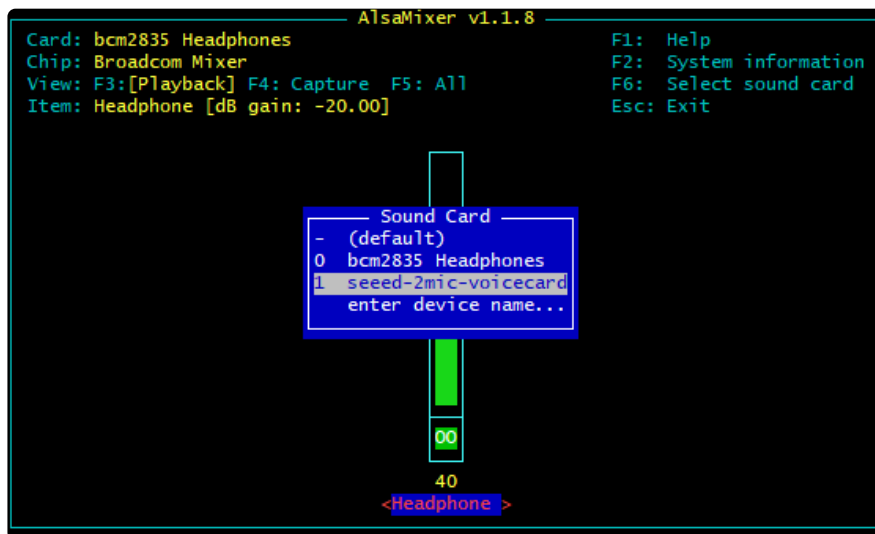 AlsaMixer v1.1.8
Card: bcm2835 Headphones F1: Help
Chip: Broadcom Mixer F2: System information
View: F3:[Playback] F4: Capture F5: All F6: Select sound card
Item: Headphone [dB gain: -20.00] Esc: Exit
Sound Card
- (default)
0 bcm2835 Headphones
1 seeed-2mic-voicecard
enter device name...
OO
40
<Headphone >